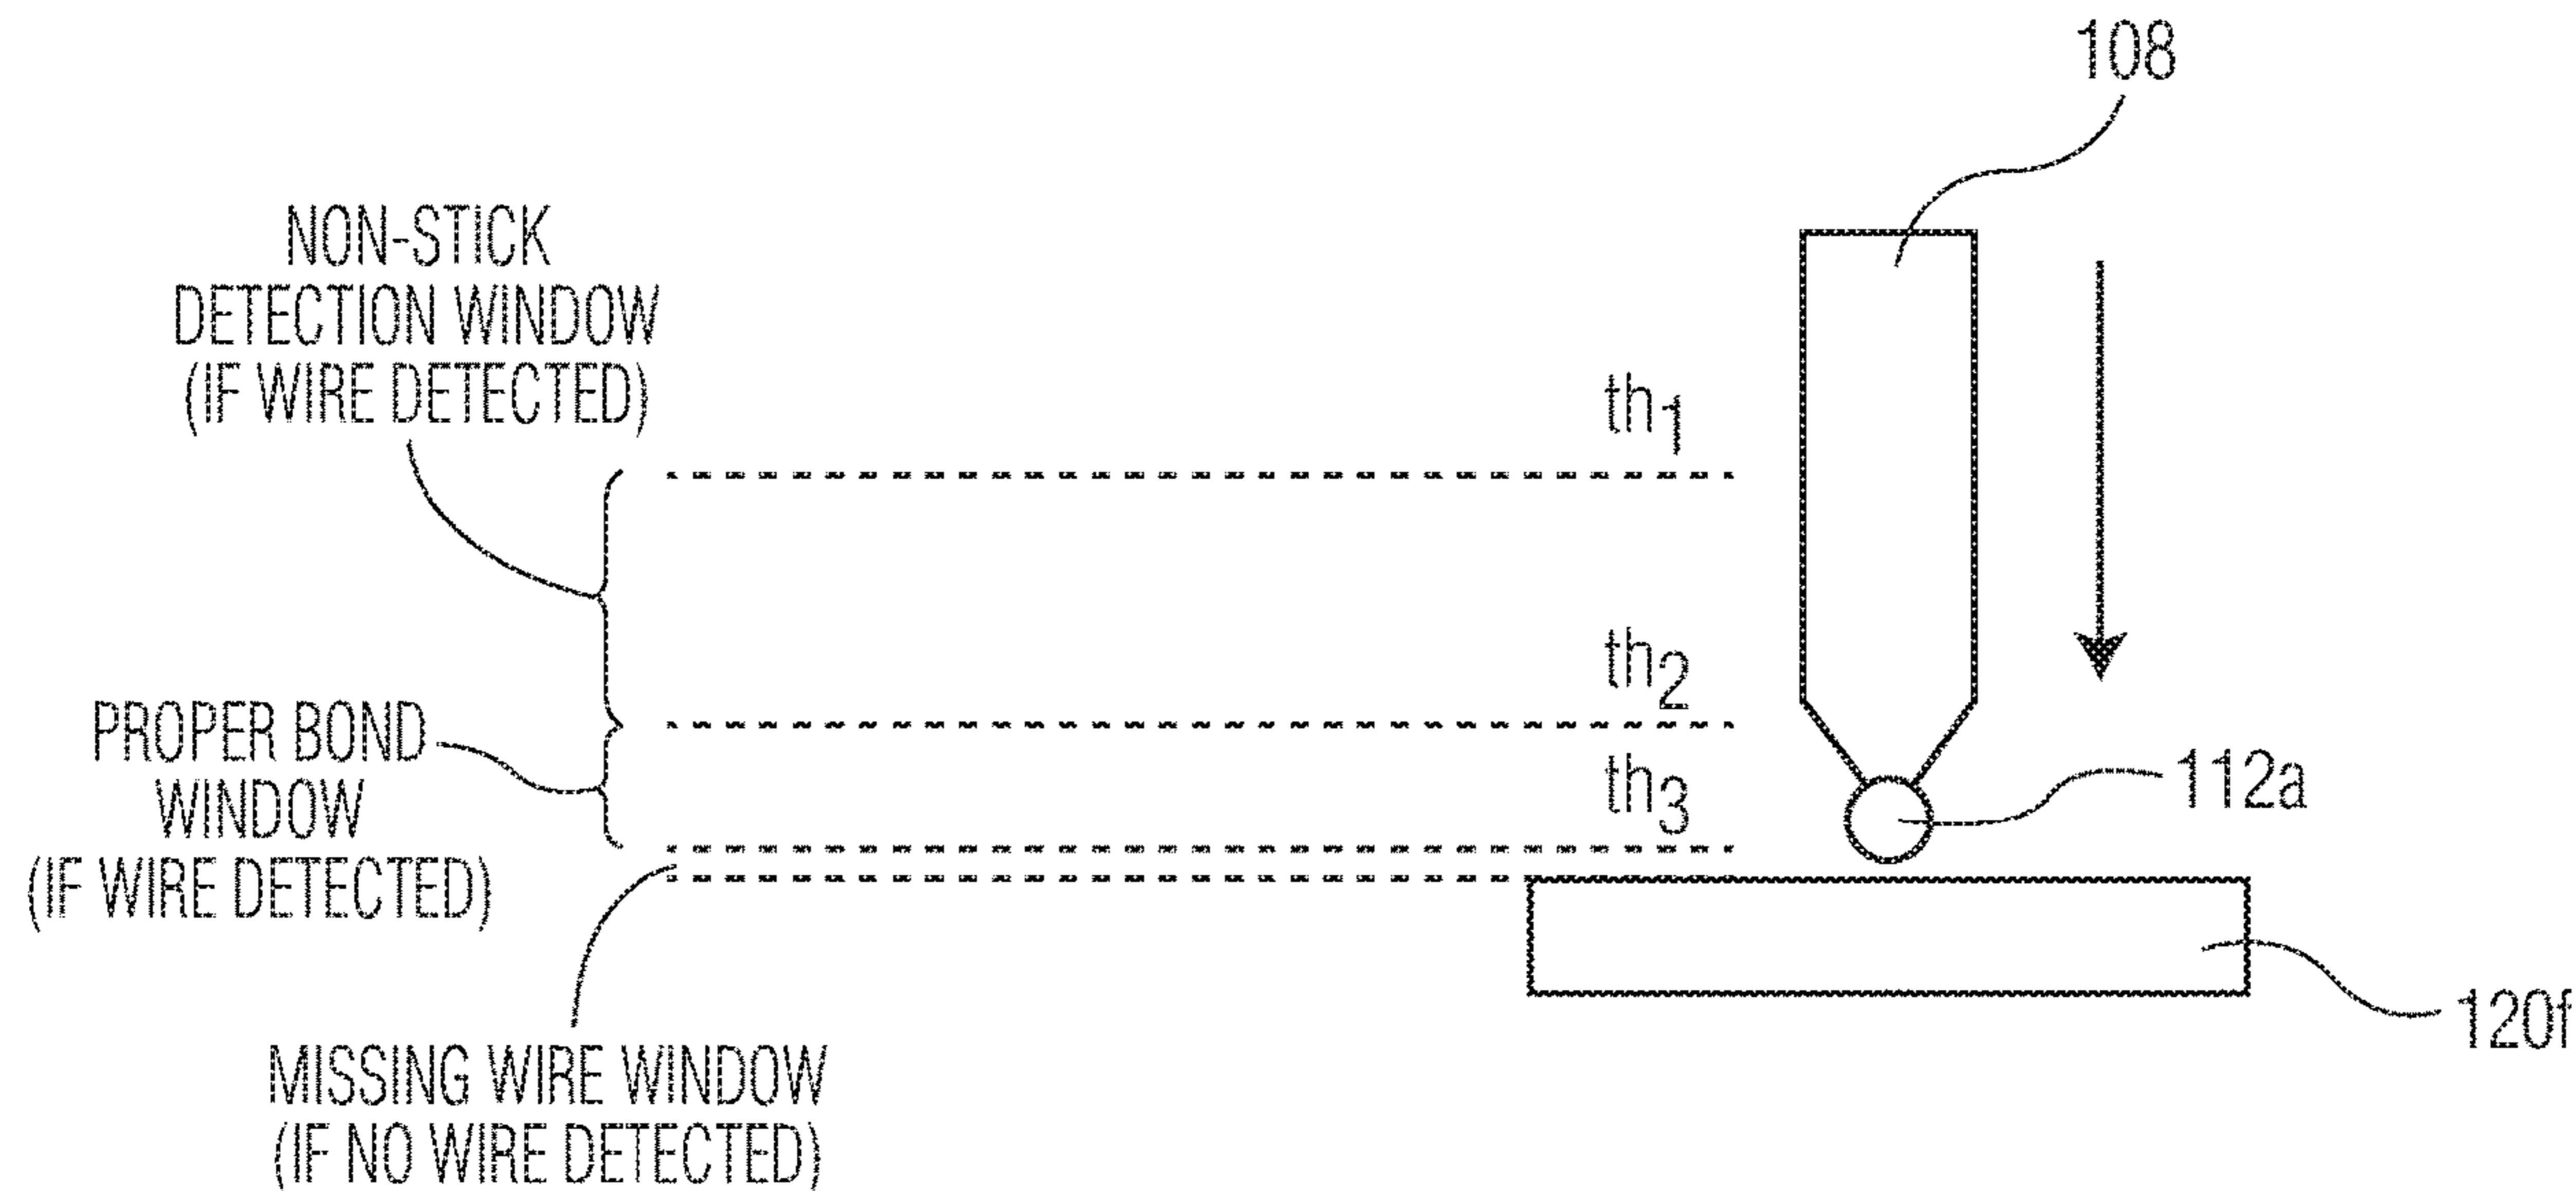 108
NON-STICK
DETECTION WINDOW
(IF WIRE DETECTED)
th1
th2
PROPER BOND
WINDOW
(IF WIRE DETECTED)
th3
112a
120f
MISSING WIRE WINDOW
(IF NO WIRE DETECTED)